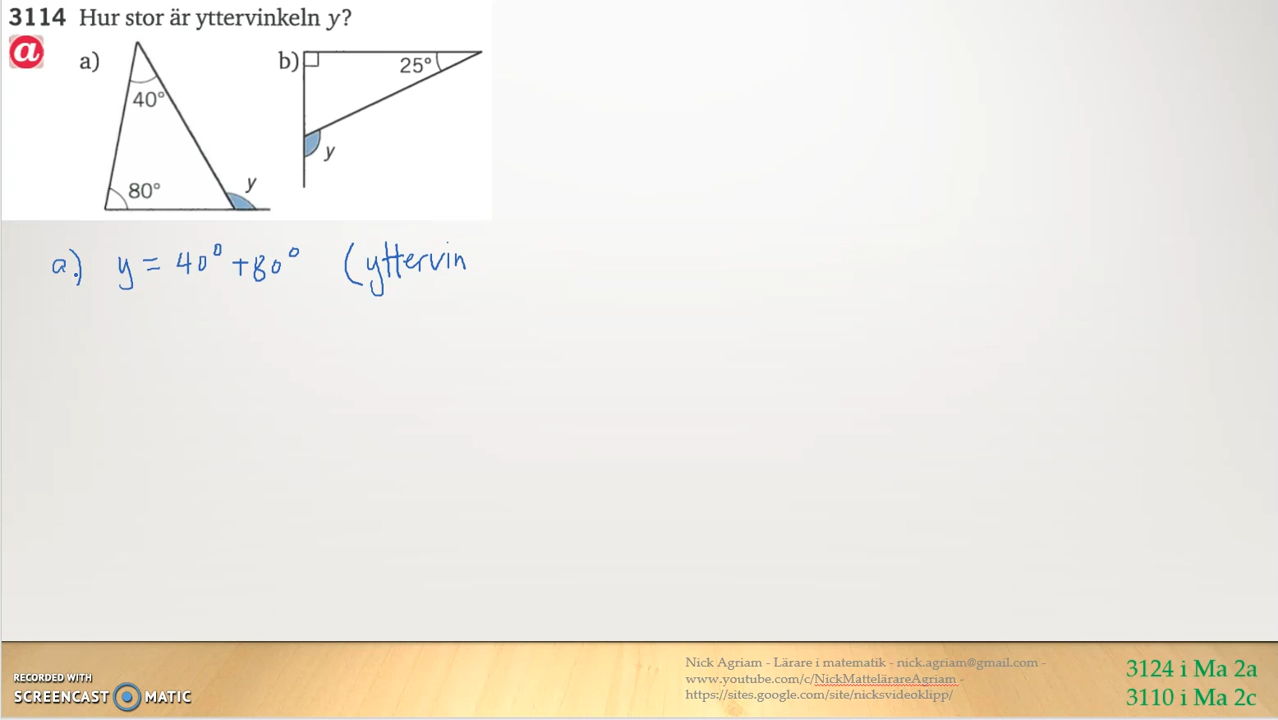 3114 Hur stor är yttervinkeln y?
a
a)
b)
40°
80°
y
25°
y
a.) y = 40° + 80° (yttervin
RECORDED WITH
SCREENCAST MATIC
Nick Agriam - Lärare i matematik - nick.agriam@gmail.com -
www.youtube.com/c/NickMattelärareAgriam -
https://sites.google.com/site/nicksvideoklipp/
3124 i Ma 2a
3110 i Ma 2c